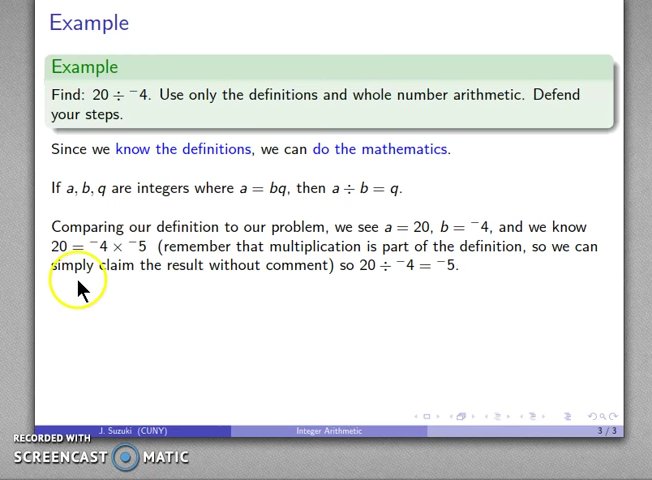 Example
Example
Find: 20 ÷ ⁻4. Use only the definitions and whole number arithmetic. Defend
your steps.
Since we know the definitions, we can do the mathematics.
If a, b, q are integers where a = bq, then a ÷ b = q.
Comparing our definition to our problem, we see a = 20, b = ⁻4, and we know
20 = ⁻4 × ⁻5 (remember that multiplication is part of the definition, so we can
simply claim the result without comment) so 20 ÷ ⁻4 = ⁻5.
J. Suzuki (CUNY) Integer Arithmetic 3 / 3
RECORDED WITH
SCREENCAST MATIC